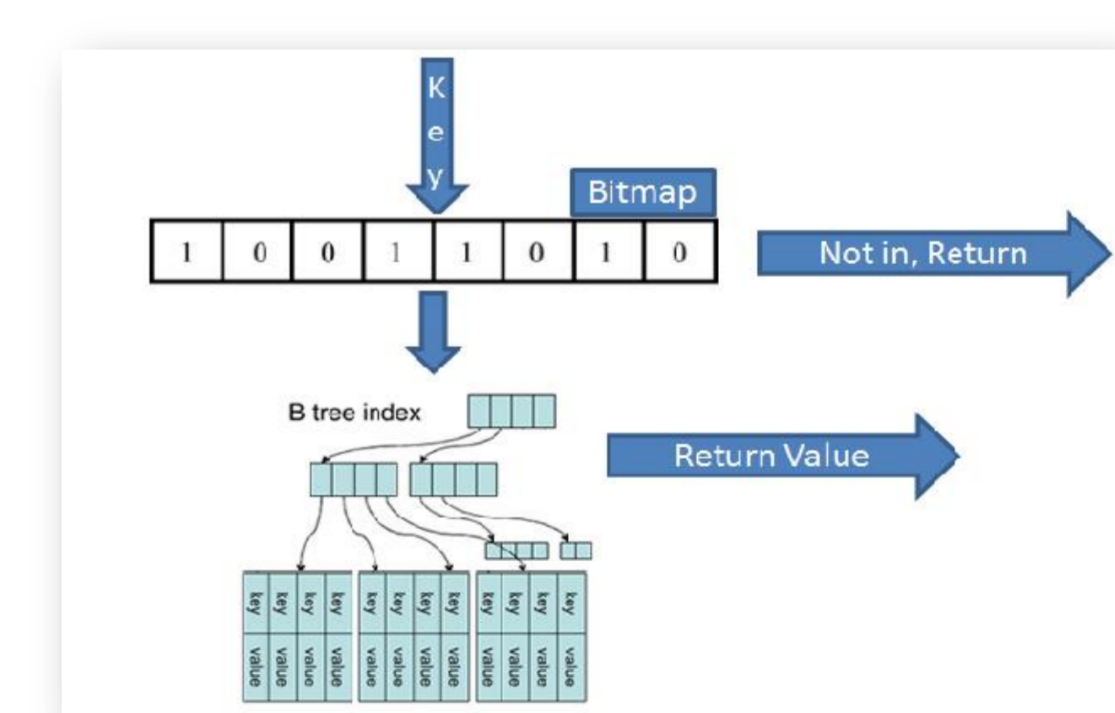 K
e
y
Bitmap
1 0 0 1 1 0 1 0
Not in, Return
B tree index
Return Value
key key key key key key key key key key key key
value value value value value value value value value value value value